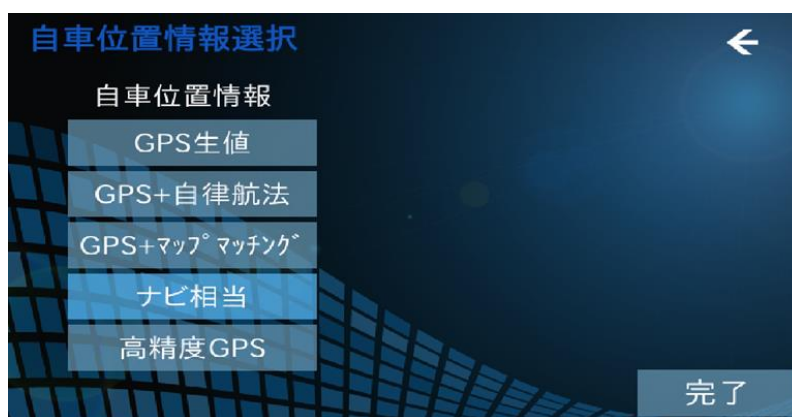 自車位置情報選択
自車位置情報
GPS生値
GPS+自律航法
GPS+ﾏｯﾌﾟﾏｯﾁﾝｸﾞ
ナビ相当
高精度GPS
完了